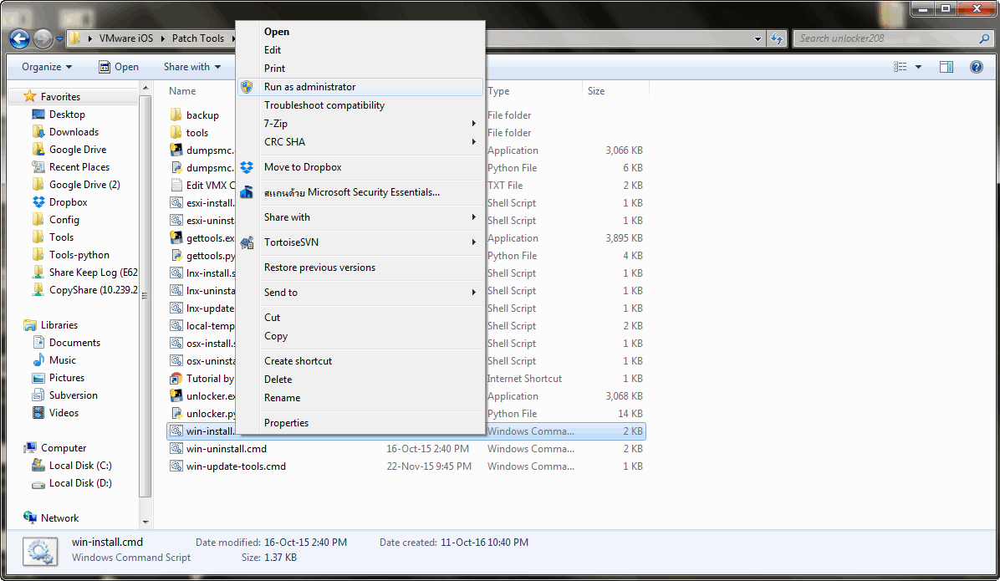 VMware iOS ▸ Patch Tools ▸
Search unlocker208
Organize
Open
Share with
Name
Type
Size
Favorites
Desktop
Downloads
Google Drive
Recent Places
Google Drive (2)
Dropbox
Config
Tools
Tools-python
Share Keep Log (E62
CopyShare (10.239.2
Libraries
Documents
Music
Pictures
Subversion
Videos
Computer
Local Disk (C:)
Local Disk (D:)
Network
Open
Edit
Print
Run as administrator
Troubleshoot compatibility
7-Zip
CRC SHA
Move to Dropbox
สแกนด้วย Microsoft Security Essentials...
Share with
TortoiseSVN
Restore previous versions
Send to
Cut
Copy
Create shortcut
Delete
Rename
Properties
backup File folder
tools File folder
dumpsmc. Application 3,066 KB
dumpsmc. Python File 6 KB
Edit VMX C TXT File 2 KB
esxi-install. Shell Script 1 KB
esxi-uninst Shell Script 1 KB
gettools.ex Application 3,895 KB
gettools.py Python File 4 KB
lnx-install.s Shell Script 1 KB
lnx-uninsta Shell Script 1 KB
lnx-update Shell Script 1 KB
local-temp Shell Script 2 KB
osx-install.s Shell Script 1 KB
osx-uninsta Shell Script 1 KB
Tutorial by Internet Shortcut 1 KB
unlocker.ex Application 3,068 KB
unlocker.py Python File 14 KB
win-install. Windows Comma... 2 KB
win-uninstall.cmd 16-Oct-15 2:40 PM Windows Comma... 2 KB
win-update-tools.cmd 22-Nov-15 9:45 PM Windows Comma... 1 KB
win-install.cmd Date modified: 16-Oct-15 2:40 PM Date created: 11-Oct-16 10:40 PM
Windows Command Script Size: 1.37 KB